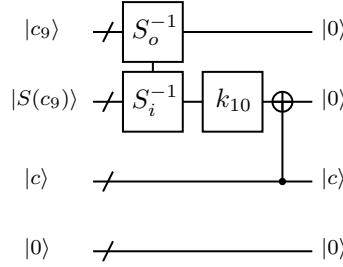 |c₉⟩ S_o^{-1} |0⟩
|S(c₉)⟩ S_i^{-1} k₁₀ |0⟩
|c⟩ |c⟩
|0⟩ |0⟩